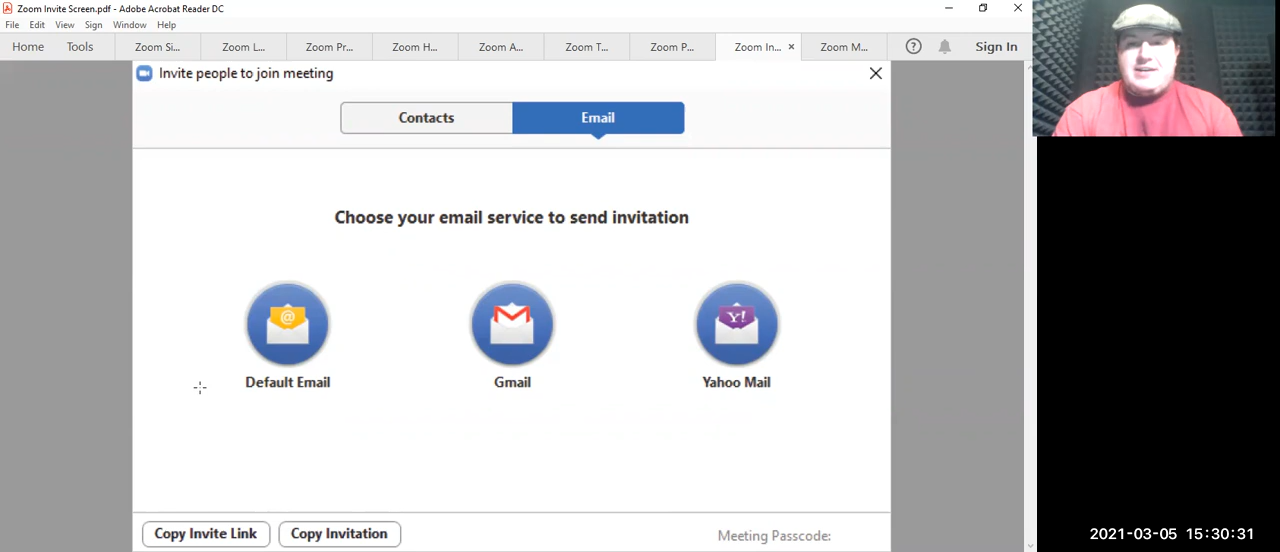 Zoom Invite Screen.pdf - Adobe Acrobat Reader DC
File Edit View Sign Window Help
Home Tools Zoom Si... Zoom L... Zoom Pr... Zoom H... Zoom A... Zoom T... Zoom P... Zoom In... × Zoom M... ? Sign In
Invite people to join meeting
Contacts Email
Choose your email service to send invitation
@ Y!
Default Email Gmail Yahoo Mail
Copy Invite Link Copy Invitation Meeting Passcode:
2021-03-05 15:30:31